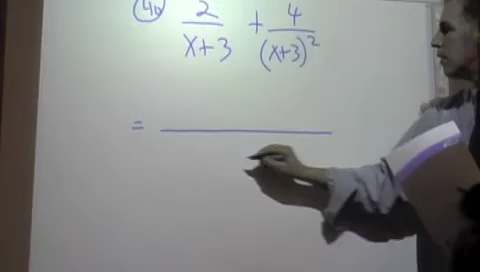 4b 2/(x+3) + 4/(x+3)²
=